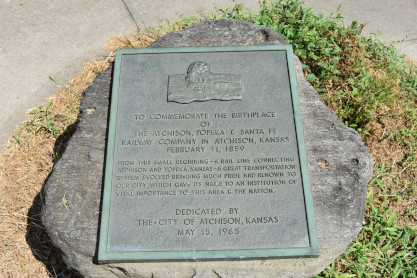 TO COMMEMORATE THE BIRTHPLACE
OF
THE ATCHISON, TOPEKA & SANTA FE
RAILWAY COMPANY IN ATCHISON, KANSAS
FEBRUARY 11, 1859
FROM THIS SMALL BEGINNING - A RAIL LINE CONNECTING
ATCHISON AND TOPEKA, KANSAS - A GREAT TRANSPORTATION
SYSTEM EVOLVED BRINGING MUCH PRIDE AND RENOWN TO
OUR CITY WHICH GAVE ITS NAME TO AN INSTITUTION OF
VITAL IMPORTANCE TO THIS AREA & THE NATION.
DEDICATED BY
THE CITY OF ATCHISON, KANSAS
MAY 15, 1965